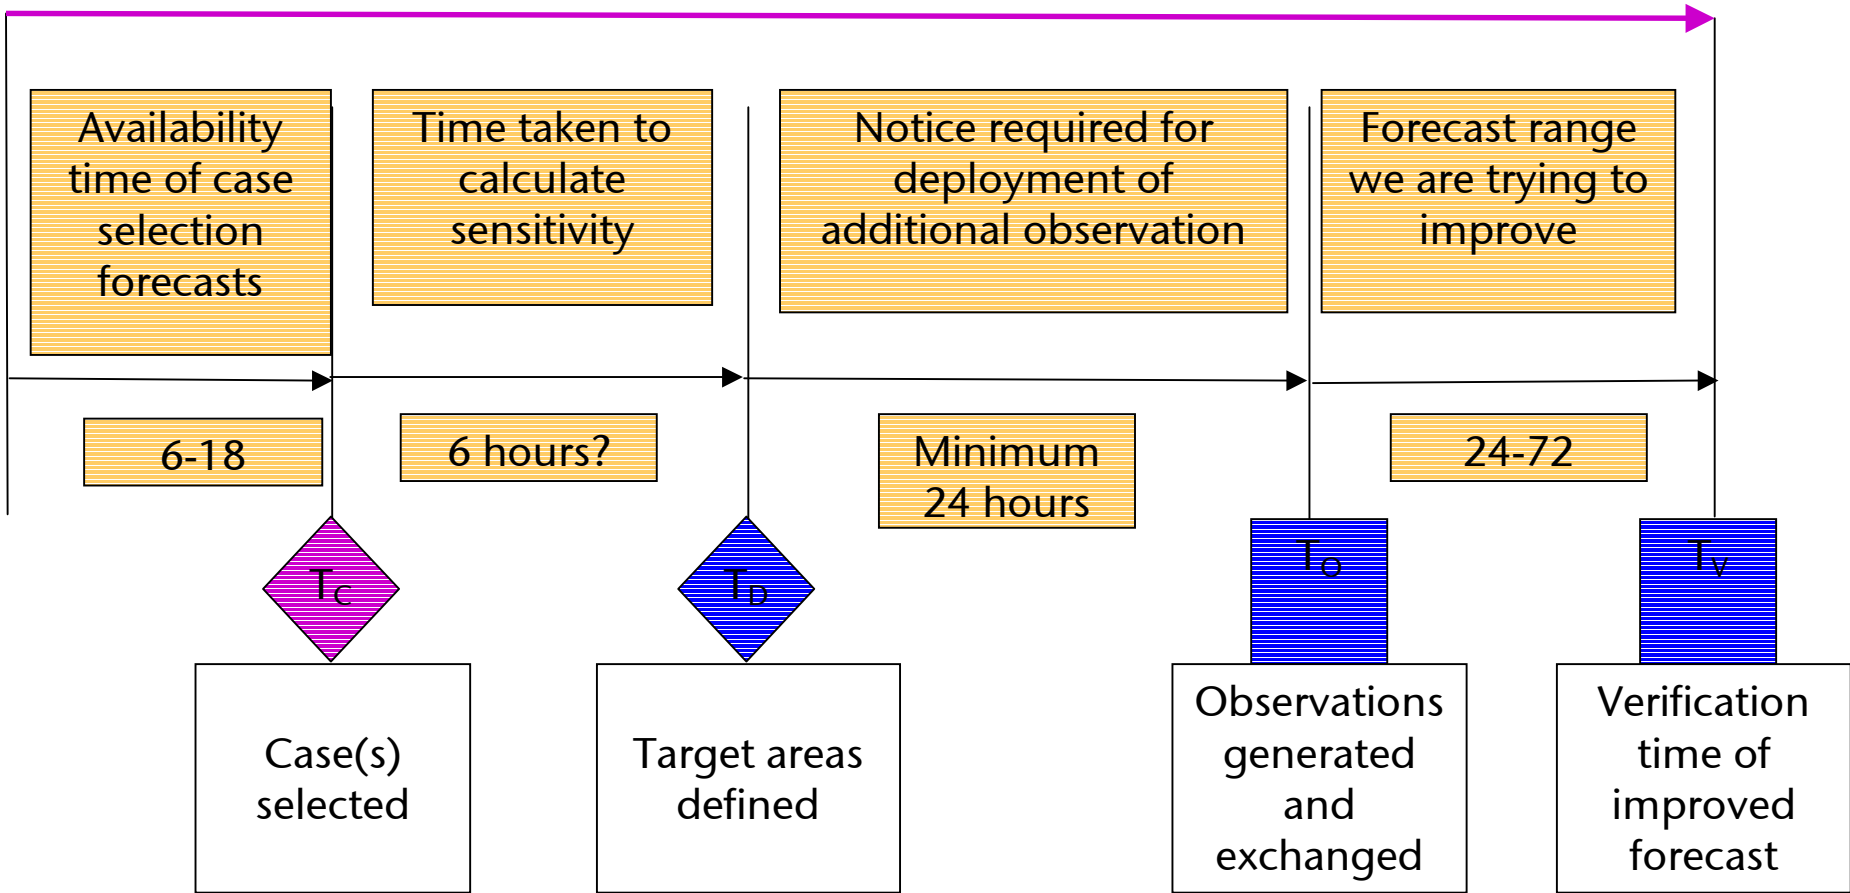 Availability
time of case
selection
forecasts
Time taken to
calculate
sensitivity
Notice required for
deployment of
additional observation
Forecast range
we are trying to
improve
6-18
6 hours?
Minimum
24 hours
24-72
TC
TD
TO
TV
Case(s)
selected
Target areas
defined
Observations
generated
and
exchanged
Verification
time of
improved
forecast